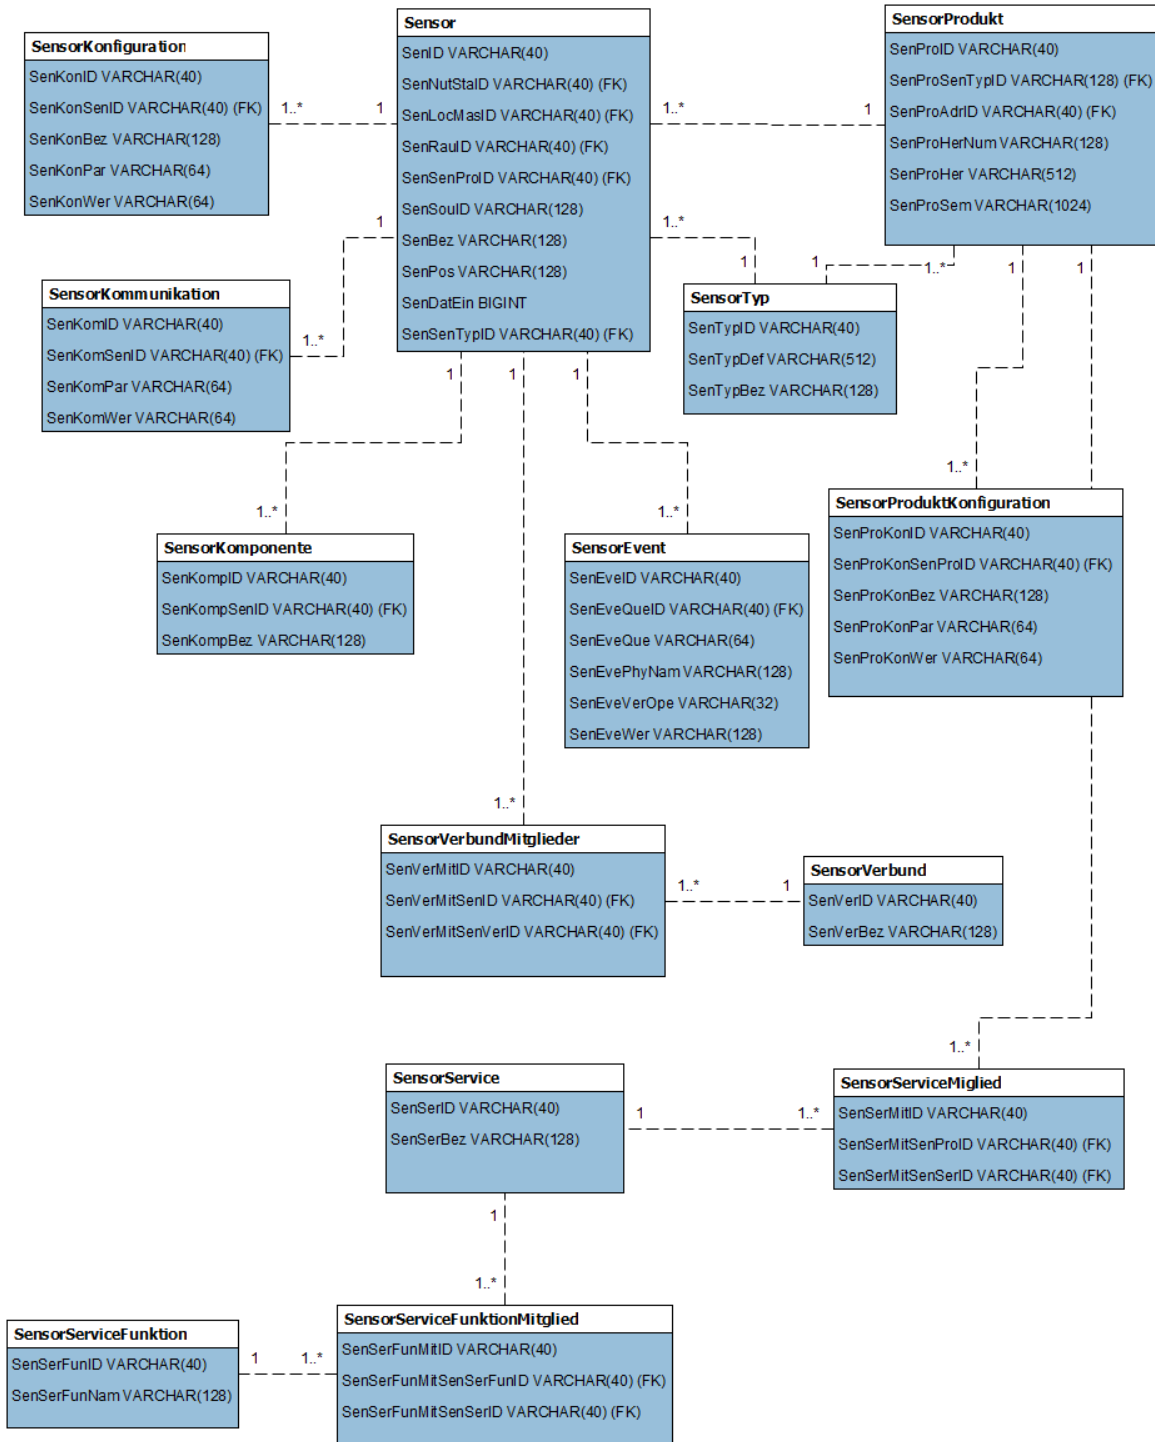 SensorKonfiguration
SenKonID VARCHAR(40)
SenKonSenID VARCHAR(40) (FK)
SenKonBez VARCHAR(128)
SenKonPar VARCHAR(64)
SenKonWer VARCHAR(64)
1..*
1
Sensor
SenID VARCHAR(40)
SenNutStaID VARCHAR(40) (FK)
SenLocMasID VARCHAR(40) (FK)
SenRauID VARCHAR(40) (FK)
SenSenProID VARCHAR(40) (FK)
SenSouID VARCHAR(128)
SenBez VARCHAR(128)
SenPos VARCHAR(128)
SenDatEin BIGINT
SenSenTypID VARCHAR(40) (FK)
1..*
1
SensorProdukt
SenProID VARCHAR(40)
SenProSenTypID VARCHAR(128) (FK)
SenProAdrID VARCHAR(40) (FK)
SenProHerNum VARCHAR(128)
SenProHer VARCHAR(512)
SenProSem VARCHAR(1024)
1
1..*
1..*
1
1
1..*
1
1
SensorKommunikation
SenKomID VARCHAR(40)
SenKomSenID VARCHAR(40) (FK)
SenKomPar VARCHAR(64)
SenKomWer VARCHAR(64)
SensorTyp
SenTypID VARCHAR(40)
SenTypDef VARCHAR(512)
SenTypBez VARCHAR(128)
1
1
1
1..*
1..*
1..*
SensorKomponente
SenKompID VARCHAR(40)
SenKompSenID VARCHAR(40) (FK)
SenKompBez VARCHAR(128)
SensorEvent
SenEveID VARCHAR(40)
SenEveQueID VARCHAR(40) (FK)
SenEveQue VARCHAR(64)
SenEvePhyNam VARCHAR(128)
SenEveVerOpe VARCHAR(32)
SenEveWer VARCHAR(128)
SensorProduktKonfiguration
SenProKonID VARCHAR(40)
SenProKonSenProID VARCHAR(40) (FK)
SenProKonBez VARCHAR(128)
SenProKonPar VARCHAR(64)
SenProKonWer VARCHAR(64)
1..*
SensorVerbundMitglieder
SenVerMitID VARCHAR(40)
SenVerMitSenID VARCHAR(40) (FK)
SenVerMitSenVerID VARCHAR(40) (FK)
1..*
1
SensorVerbund
SenVerID VARCHAR(40)
SenVerBez VARCHAR(128)
1..*
SensorService
SenSerID VARCHAR(40)
SenSerBez VARCHAR(128)
1
1..*
SensorServiceMiglied
SenSerMitID VARCHAR(40)
SenSerMitSenProID VARCHAR(40) (FK)
SenSerMitSenSerID VARCHAR(40) (FK)
1
1..*
SensorServiceFunktion
SenSerFunID VARCHAR(40)
SenSerFunNam VARCHAR(128)
1
1..*
SensorServiceFunktionMitglied
SenSerFunMitID VARCHAR(40)
SenSerFunMitSenSerFunID VARCHAR(40) (FK)
SenSerFunMitSenSerID VARCHAR(40) (FK)